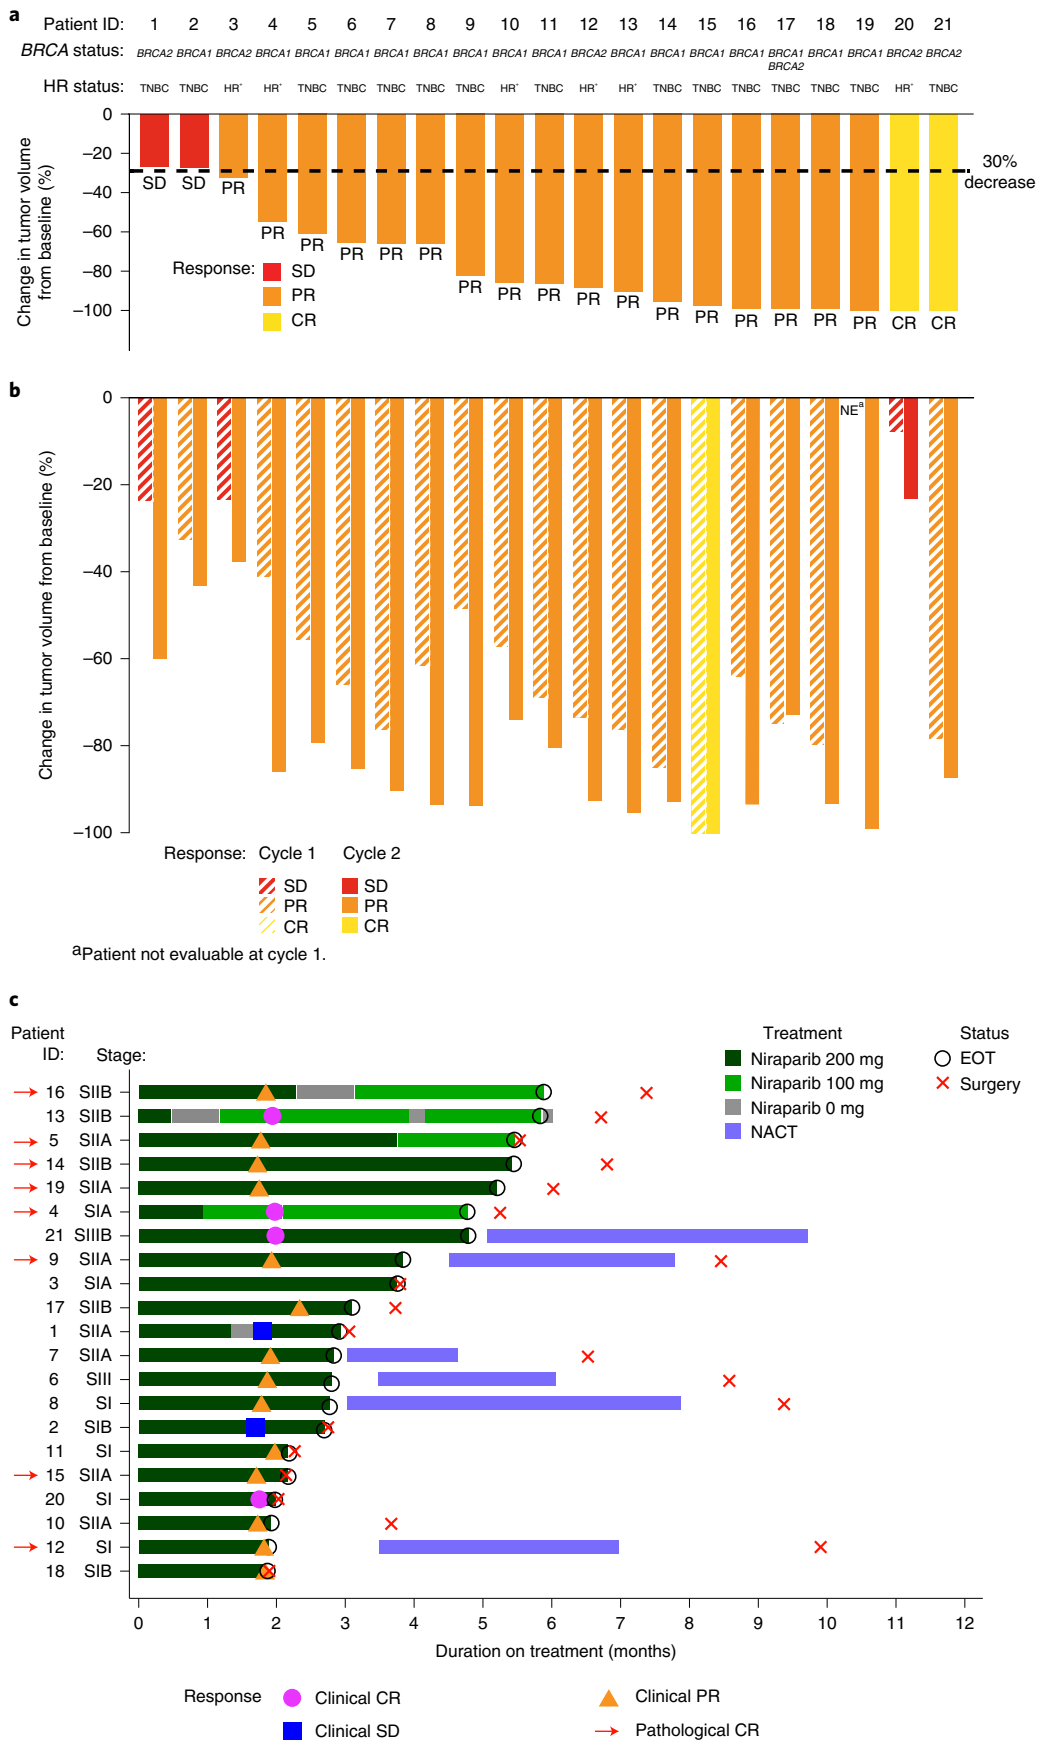 a
Patient ID: 1 2 3 4 5 6 7 8 9 10 11 12 13 14 15 16 17 18 19 20 21
BRCA status: BRCA2 BRCA1 BRCA2 BRCA1 BRCA1 BRCA1 BRCA1 BRCA1 BRCA1 BRCA1 BRCA1 BRCA2 BRCA1 BRCA1 BRCA1 BRCA1 BRCA1 BRCA1 BRCA1 BRCA2 BRCA2
BRCA2
HR status: TNBC TNBC HR+ HR+ TNBC TNBC TNBC TNBC TNBC HR+ TNBC HR+ HR+ TNBC TNBC TNBC TNBC TNBC TNBC HR+ TNBC
Change in tumor volume
from baseline (%)
0
–20
–40
–60
–80
–100
30%
decrease
SD SD PR PR PR PR PR PR PR PR PR PR PR PR PR PR PR PR PR CR CR
Response: SD
PR
CR
b
Change in tumor volume from baseline (%)
0
–20
–40
–60
–80
–100
NEa
Response: Cycle 1 Cycle 2
SD SD
PR PR
CR CR
aPatient not evaluable at cycle 1.
c
Patient
ID: Stage:
Treatment Status
Niraparib 200 mg EOT
Niraparib 100 mg Surgery
Niraparib 0 mg
NACT
16 SIIB
13 SIIB
5 SIIA
14 SIIB
19 SIIA
4 SIA
21 SIIIB
9 SIIA
3 SIA
17 SIIB
1 SIIA
7 SIIA
6 SIII
8 SI
2 SIB
11 SI
15 SIIA
20 SI
10 SIIA
12 SI
18 SIB
0 1 2 3 4 5 6 7 8 9 10 11 12
Duration on treatment (months)
Response Clinical CR Clinical PR
Clinical SD Pathological CR